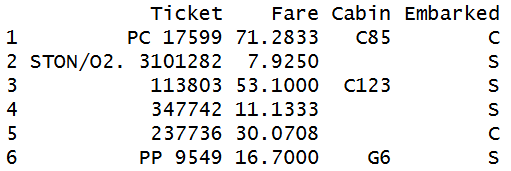 Ticket Fare Cabin Embarked
1 PC 17599 71.2833 C85 C
2 STON/O2. 3101282 7.9250 S
3 113803 53.1000 C123 S
4 347742 11.1333 S
5 237736 30.0708 C
6 PP 9549 16.7000 G6 S